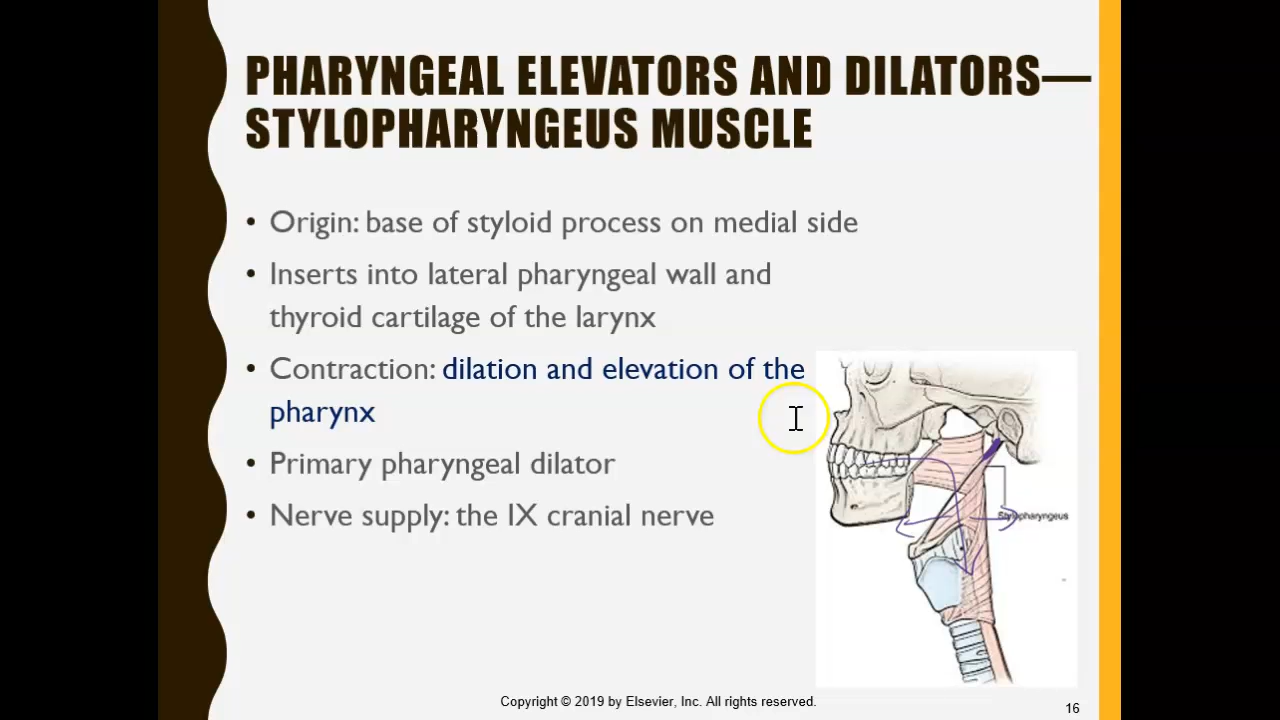 PHARYNGEAL ELEVATORS AND DILATORS—
STYLOPHARYNGEUS MUSCLE
• Origin: base of styloid process on medial side
• Inserts into lateral pharyngeal wall and
thyroid cartilage of the larynx
• Contraction: dilation and elevation of the
pharynx
• Primary pharyngeal dilator
• Nerve supply: the IX cranial nerve
Stylopharyngeus
Copyright © 2019 by Elsevier, Inc. All rights reserved.
16